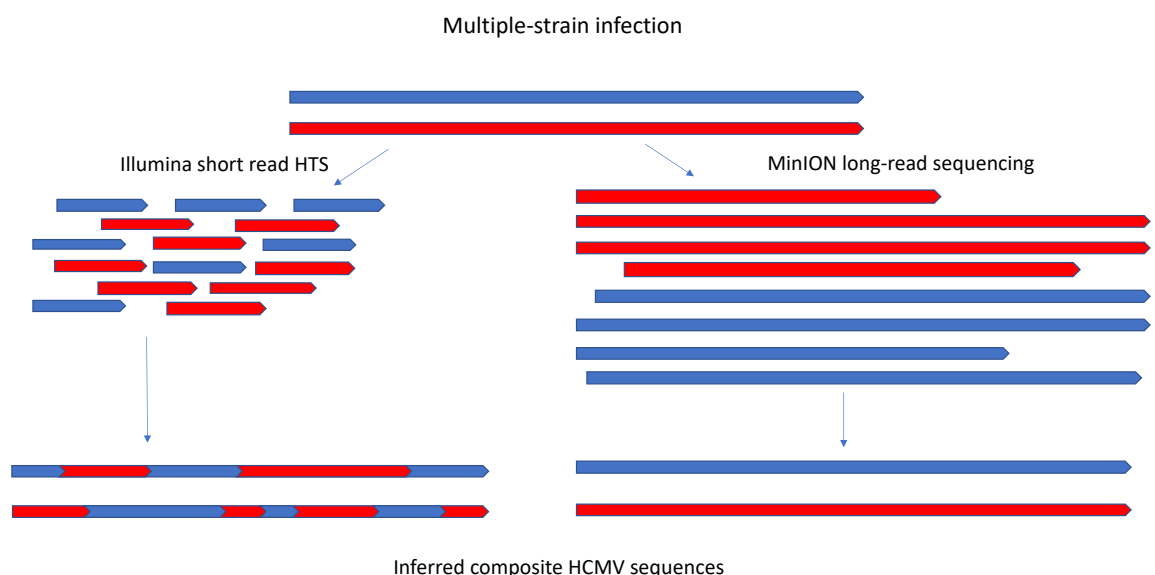 Multiple-strain infection
Illumina short read HTS
MinION long-read sequencing
Inferred composite HCMV sequences